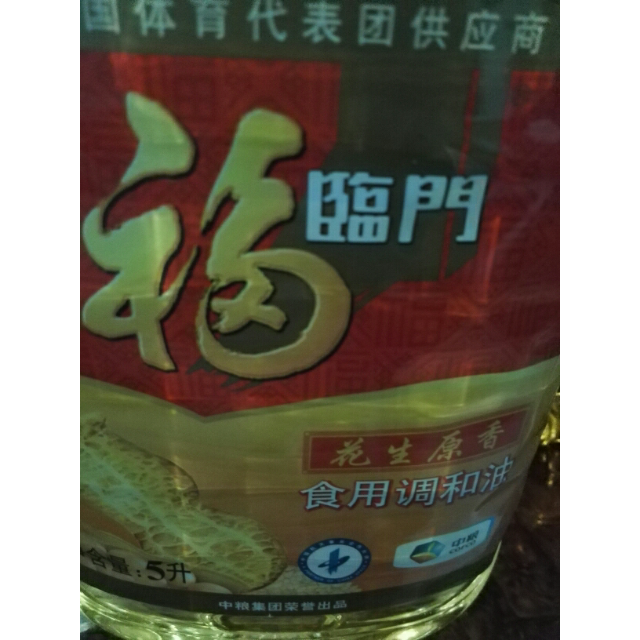 国体育代表团供应商
福
臨門
花生原香
食用调和油
中粮
COFCO
含量:5升
中粮集团荣誉出品